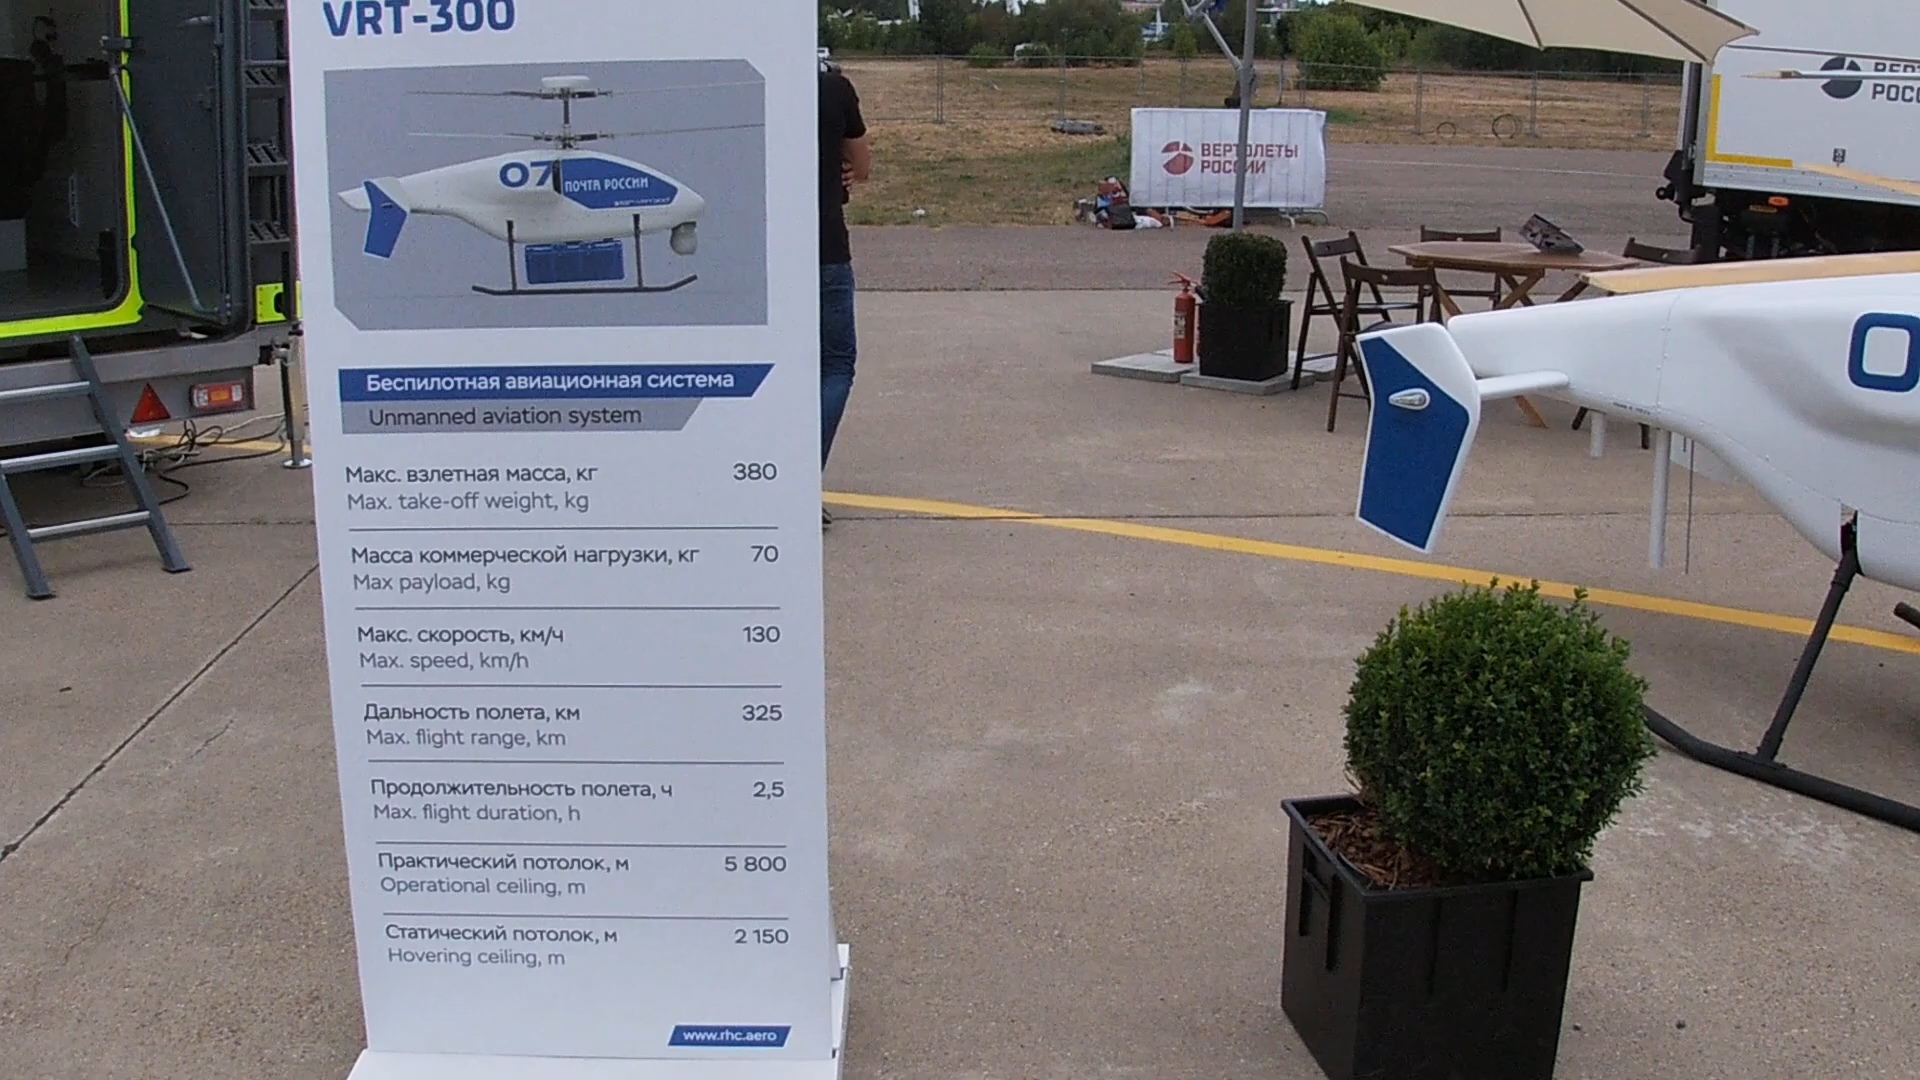 VRT-300
07
ПОЧТА РОССИИ
Беспилотная авиационная система
Unmanned aviation system
Макс. взлетная масса, кг 380
Max. take-off weight, kg
Масса коммерческой нагрузки, кг 70
Max payload, kg
Макс. скорость, км/ч 130
Max. speed, km/h
Дальность полета, км 325
Max. flight range, km
Продолжительность полета, ч 2,5
Max. flight duration, h
Практический потолок, м 5 800
Operational ceiling, m
Статический потолок, м 2 150
Hovering ceiling, m
www.rhc.aero
ВЕРТОЛЕТЫ
РОССИИ
0